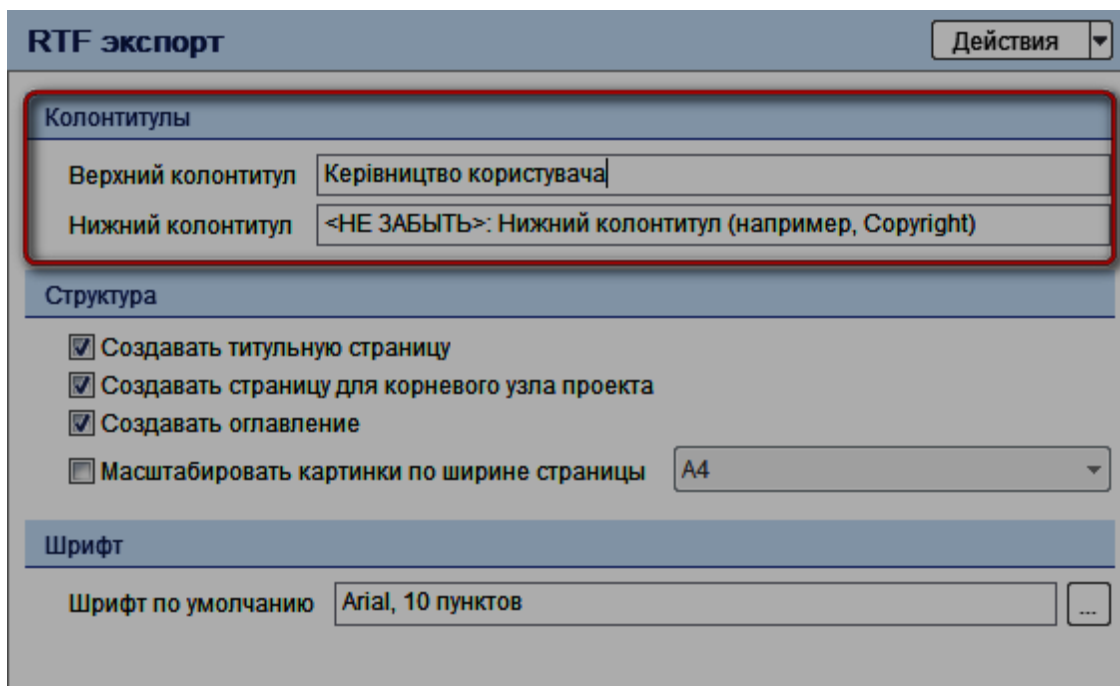 RTF экспорт
Действия
Колонтитулы
Верхний колонтитул Керівництво користувача
Нижний колонтитул <НЕ ЗАБЫТЬ>: Нижний колонтитул (например, Copyright)
Структура
Создавать титульную страницу
Создавать страницу для корневого узла проекта
Создавать оглавление
Масштабировать картинки по ширине страницы A4
Шрифт
Шрифт по умолчанию Arial, 10 пунктов ...